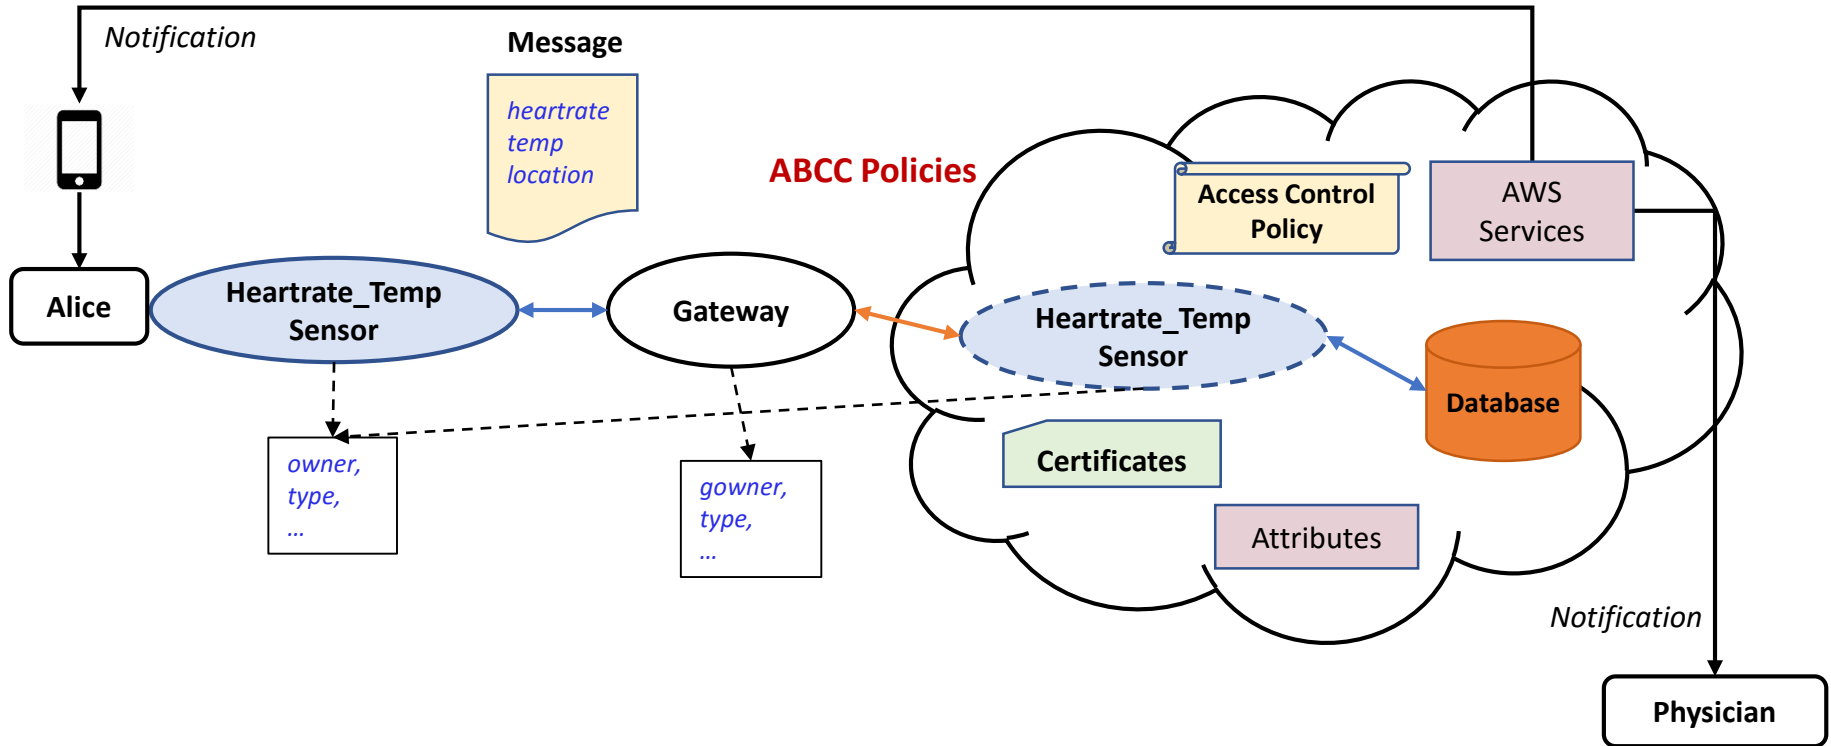 Notification
Message
heartrate
temp
location
ABCC Policies
Access Control
Policy
AWS
Services
Alice
Heartrate_Temp
Sensor
Gateway
Heartrate_Temp
Sensor
Database
owner,
type,
...
gowner,
type,
...
Certificates
Attributes
Notification
Physician